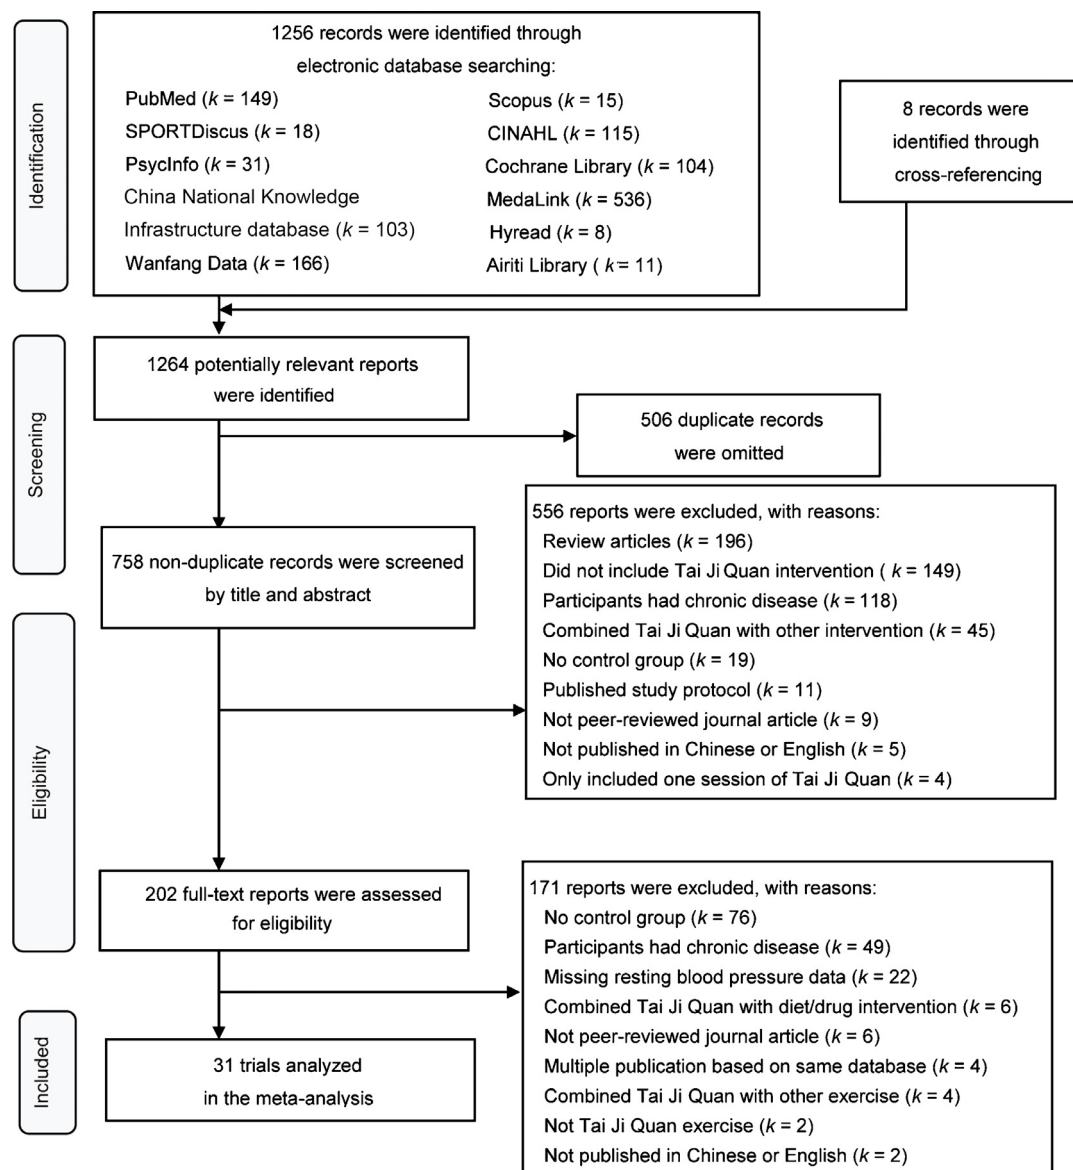 Identification
1256 records were identified through
electronic database searching:
PubMed (k = 149)
SPORTDiscus (k = 18)
PsycInfo (k = 31)
China National Knowledge
Infrastructure database (k = 103)
Wanfang Data (k = 166)
Scopus (k = 15)
CINAHL (k = 115)
Cochrane Library (k = 104)
MedaLink (k = 536)
Hyread (k = 8)
Airiti Library ( k = 11)
8 records were
identified through
cross-referencing
Screening
1264 potentially relevant reports
were identified
506 duplicate records
were omitted
758 non-duplicate records were screened
by title and abstract
556 reports were excluded, with reasons:
Review articles (k = 196)
Did not include Tai Ji Quan intervention ( k = 149)
Participants had chronic disease (k = 118)
Combined Tai Ji Quan with other intervention (k = 45)
No control group (k = 19)
Published study protocol (k = 11)
Not peer-reviewed journal article (k = 9)
Not published in Chinese or English (k = 5)
Only included one session of Tai Ji Quan (k = 4)
Eligibility
202 full-text reports were assessed
for eligibility
171 reports were excluded, with reasons:
No control group (k = 76)
Participants had chronic disease (k = 49)
Missing resting blood pressure data (k = 22)
Combined Tai Ji Quan with diet/drug intervention (k = 6)
Not peer-reviewed journal article (k = 6)
Multiple publication based on same database (k = 4)
Combined Tai Ji Quan with other exercise (k = 4)
Not Tai Ji Quan exercise (k = 2)
Not published in Chinese or English (k = 2)
Included
31 trials analyzed
in the meta-analysis